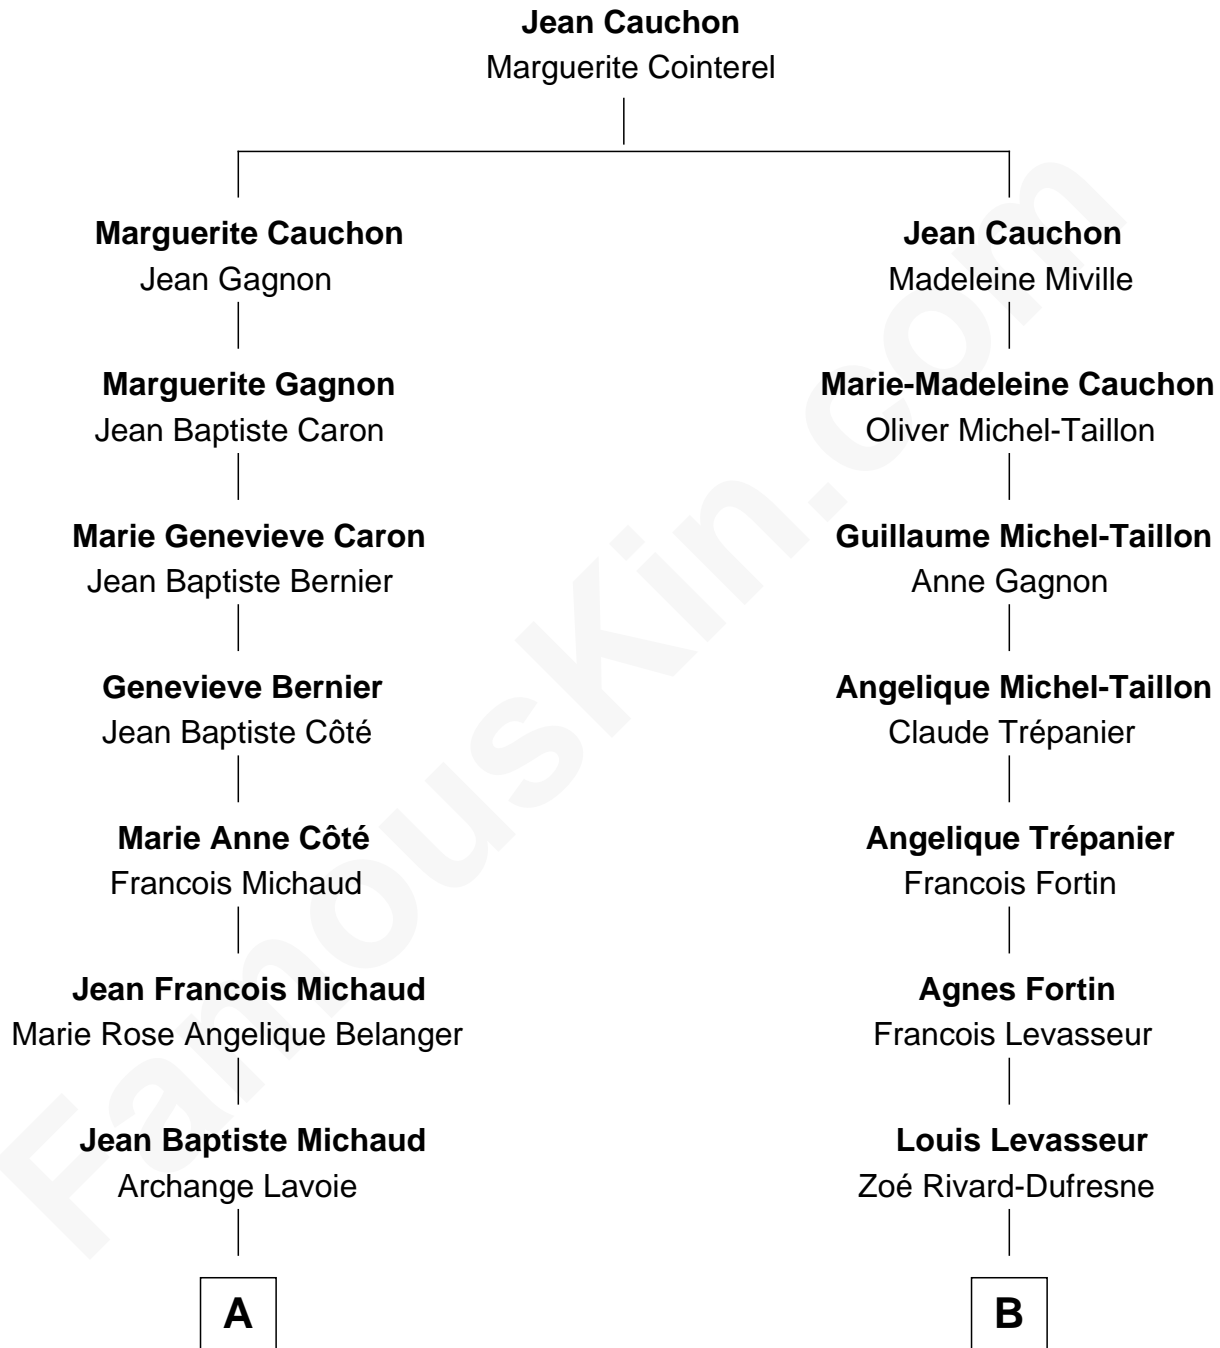 Jean Cauchon
Marguerite Cointerel
Marguerite Cauchon
Jean Gagnon
Marguerite Gagnon
Jean Baptiste Caron
Marie Genevieve Caron
Jean Baptiste Bernier
Genevieve Bernier
Jean Baptiste Côté
Marie Anne Côté
Francois Michaud
Jean Francois Michaud
Marie Rose Angelique Belanger
Jean Baptiste Michaud
Archange Lavoie
A
Jean Cauchon
Madeleine Miville
Marie-Madeleine Cauchon
Oliver Michel-Taillon
Guillaume Michel-Taillon
Anne Gagnon
Angelique Michel-Taillon
Claude Trépanier
Angelique Trépanier
Francois Fortin
Agnes Fortin
Francois Levasseur
Louis Levasseur
Zoé Rivard-Dufresne
B
FamousKin.com